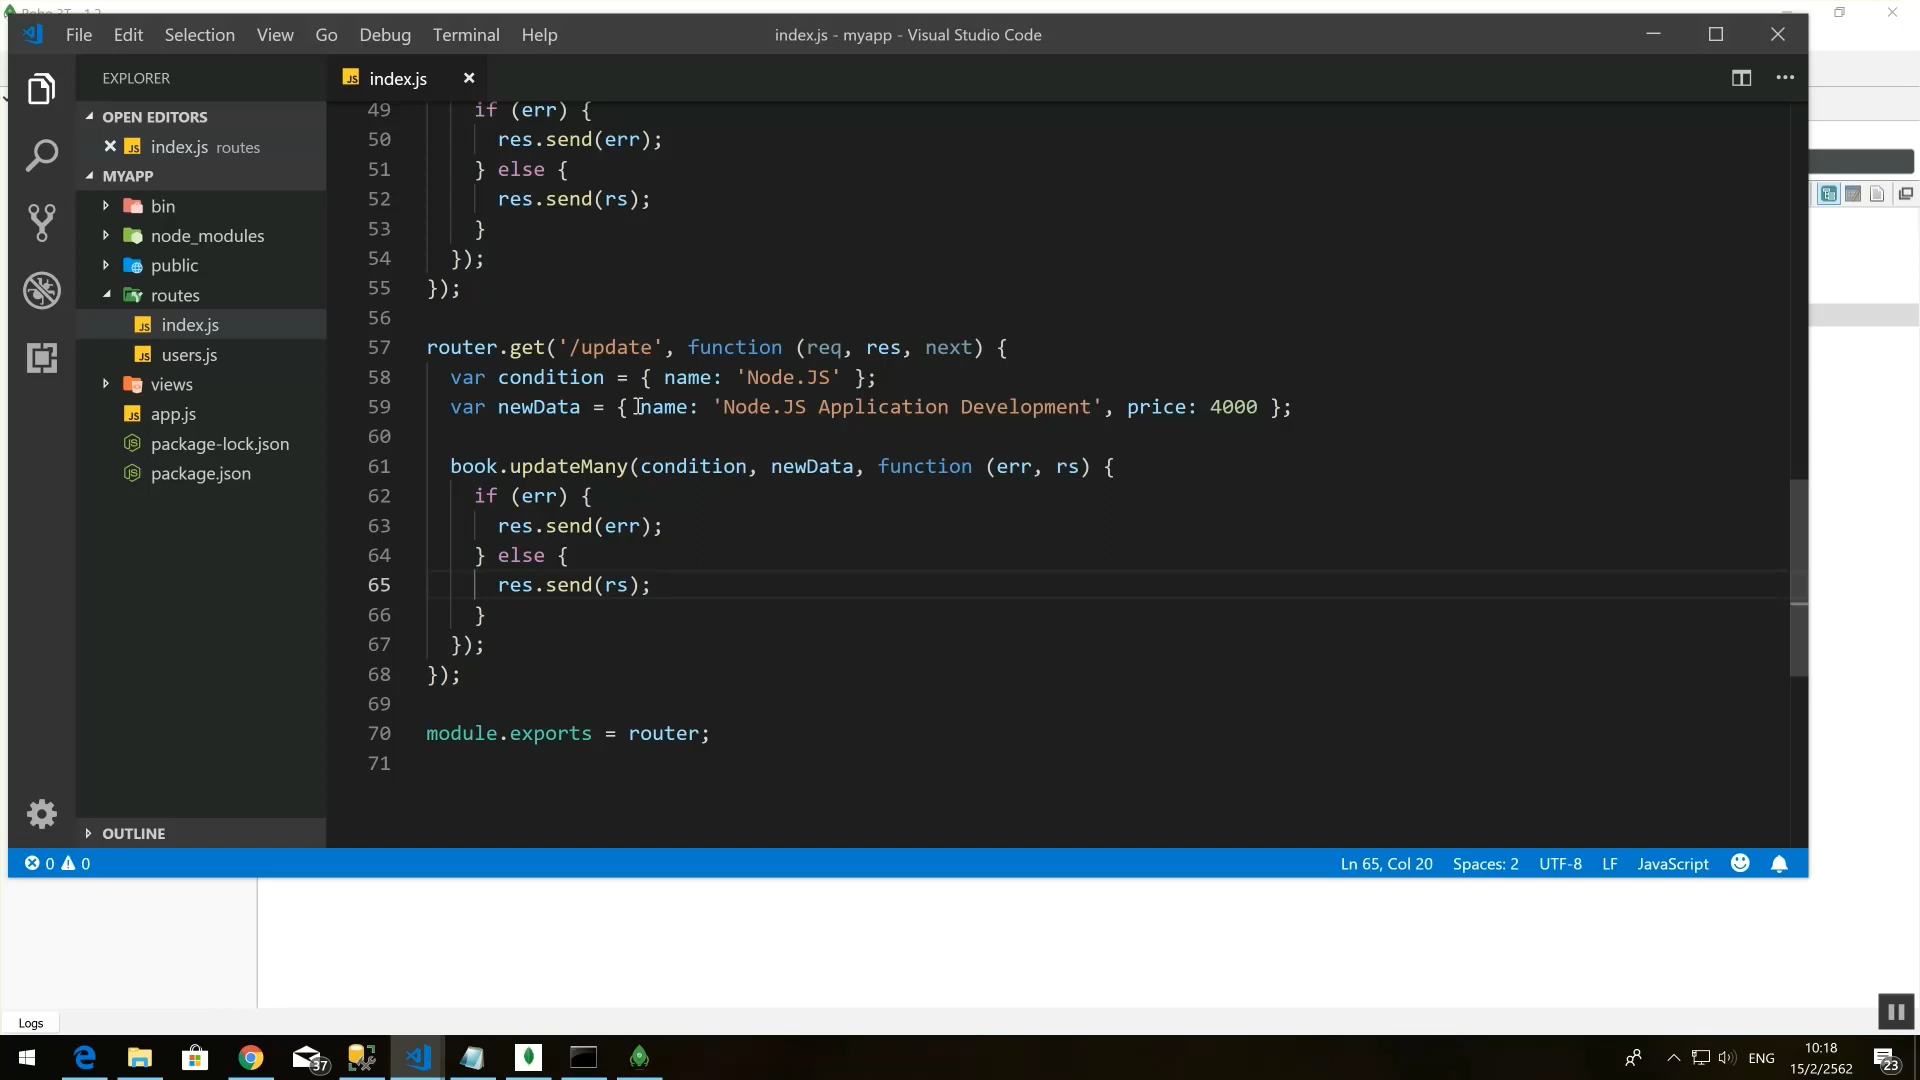 File Edit Selection View Go Debug Terminal Help
index.js - myapp - Visual Studio Code
EXPLORER
OPEN EDITORS
index.js routes
MYAPP
bin
node_modules
public
routes
index.js
users.js
views
app.js
package-lock.json
package.json
OUTLINE
index.js
49 if (err) {
50 res.send(err);
51 } else {
52 res.send(rs);
53 }
54 });
55 });
56
57 router.get('/update', function (req, res, next) {
58 var condition = { name: 'Node.JS' };
59 var newData = { name: 'Node.JS Application Development', price: 4000 };
60
61 book.updateMany(condition, newData, function (err, rs) {
62 if (err) {
63 res.send(err);
64 } else {
65 res.send(rs);
66 }
67 });
68 });
69
70 module.exports = router;
71
0 0
Ln 65, Col 20 Spaces: 2 UTF-8 LF JavaScript
Logs
37
ENG
10:18
15/2/2562
23